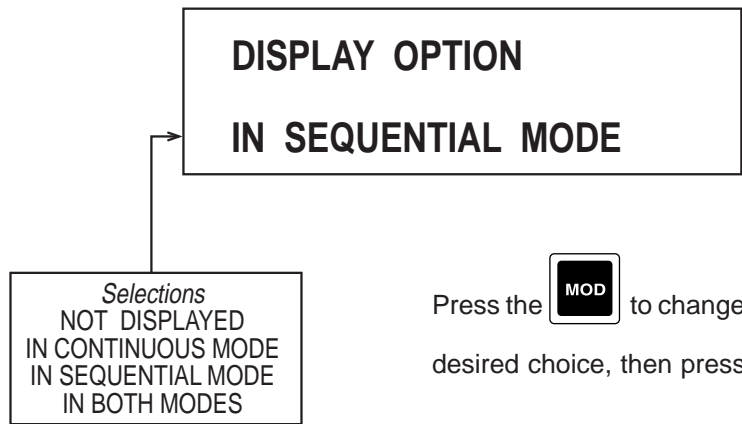 DISPLAY OPTION
IN SEQUENTIAL MODE
Selections
NOT DISPLAYED
IN CONTINUOUS MODE
IN SEQUENTIAL MODE
IN BOTH MODES
Press the MOD to change
desired choice, then press